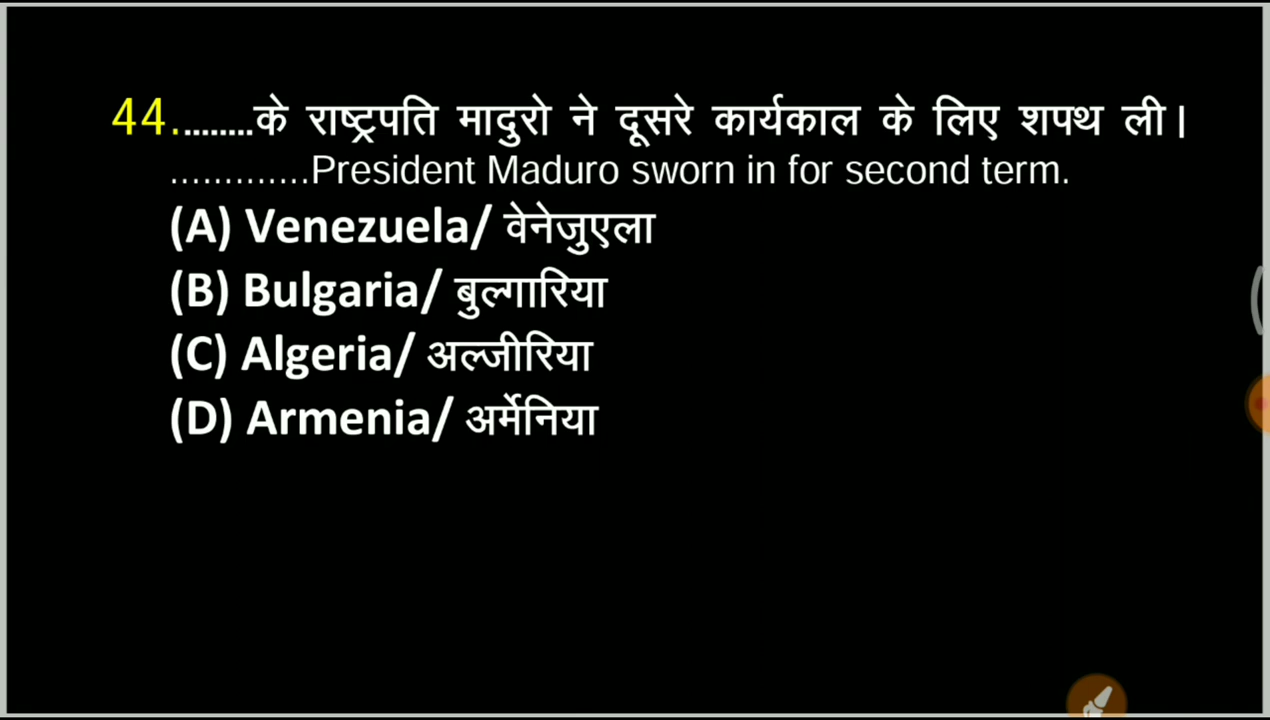 44.........के राष्ट्रपति मादुरो ने दूसरे कार्यकाल के लिए शपथ ली।
.............President Maduro sworn in for second term.
(A) Venezuela/ वेनेजुएला
(B) Bulgaria/ बुल्गारिया
(C) Algeria/ अल्जीरिया
(D) Armenia/ अर्मेनिया